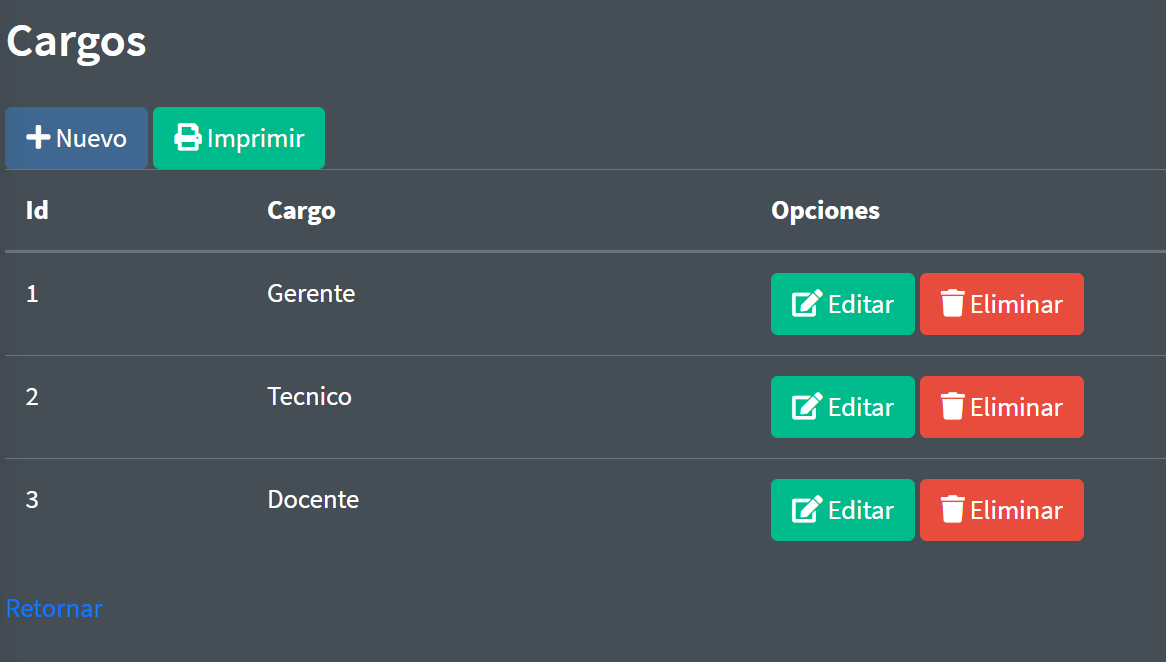 Cargos
Nuevo Imprimir
Id Cargo Opciones
1 Gerente Editar Eliminar
2 Tecnico Editar Eliminar
3 Docente Editar Eliminar
Retornar